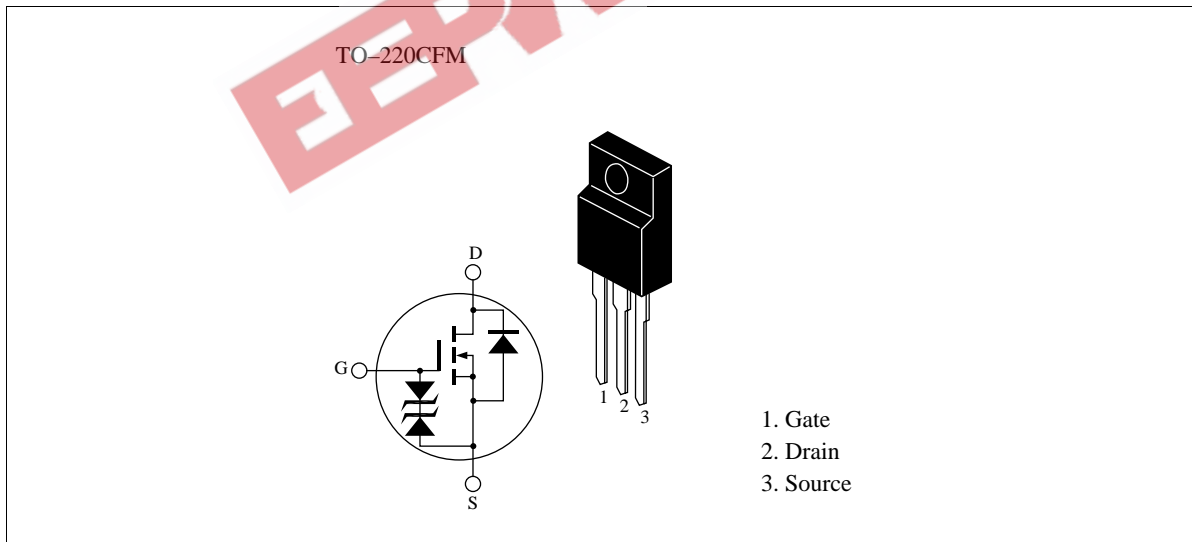 TO–220CFM
D
G
S
1
2
3
1. Gate
2. Drain
3. Source